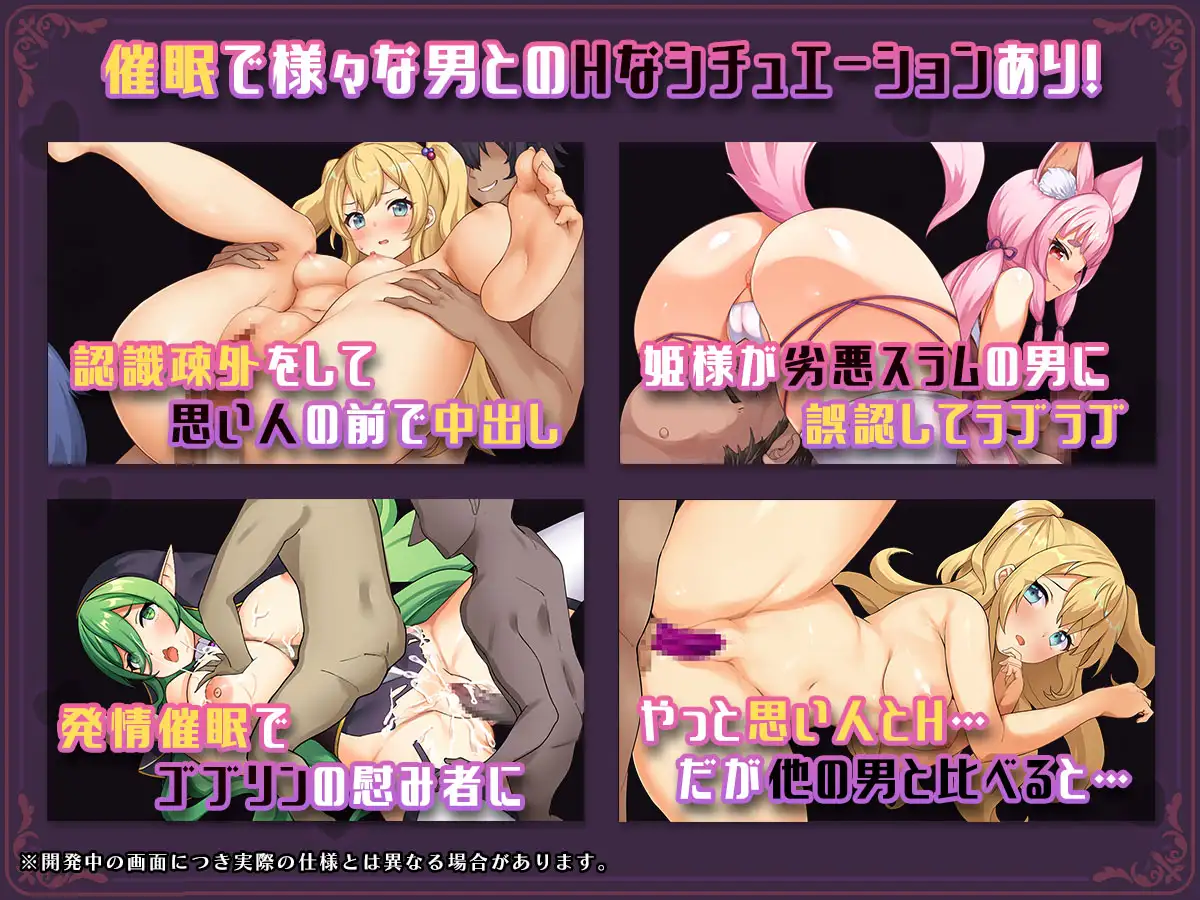 催眠で様々な男とのHなシチュエーションあり!
認識疎外をして
思い人の前で中出し
姫様が劣悪スラムの男に
誤認してラブラブ
発情催眠で
ゴブリンの慰み者に
やっと思い人とH…
だが他の男と比べると…
※開発中の画面につき実際の仕様とは異なる場合があります。